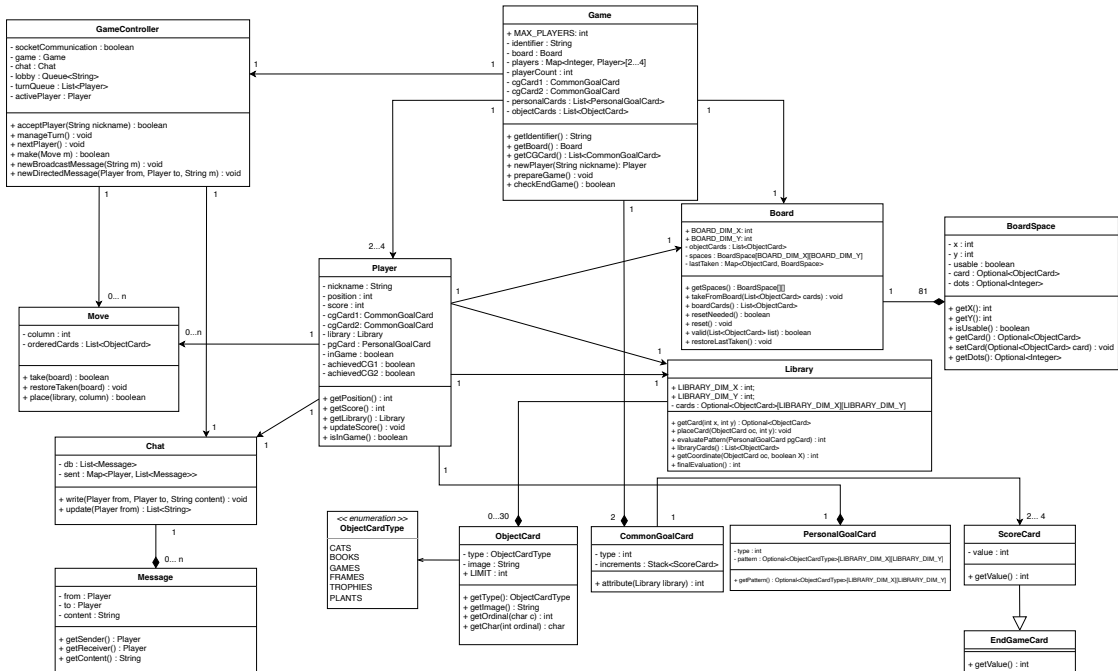 GameController
- socketCommunication : boolean
- game : Game
- chat : Chat
- lobby : Queue<String>
- turnQueue : List<Player>
- activePlayer : Player
+ acceptPlayer(String nickname) : boolean
+ manageTurn() : void
+ nextPlayer() : void
+ make(Move m) : boolean
+ newBroadcastMessage(String m) : void
+ newDirectedMessage(Player from, Player to, String m) : void
Game
+ MAX_PLAYERS: int
- identifier : String
- board : Board
- players : Map<Integer, Player>[2...4]
- playerCount : int
- cgCard1 : CommonGoalCard
- cgCard2 : CommonGoalCard
- personalCards : List<PersonalGoalCard>
- objectCards : List<ObjectCard>
+ getIdentifier() : String
+ getBoard() : Board
+ getCGCard() : List<CommonGoalCard>
+ newPlayer(String nickname): Player
+ prepareGame() : void
+ checkEndGame() : boolean
1
1
1
1
1
1
1
1
2...4
1
Board
+ BOARD_DIM_X: int
+ BOARD_DIM_Y: int
- objectCards : List<ObjectCard>
- spaces : BoardSpace[BOARD_DIM_X][BOARD_DIM_Y]
- lastTaken : Map<ObjectCard, BoardSpace>
+ getSpaces() : BoardSpace[][]
+ takeFromBoard(List<ObjectCard> cards) : void
+ boardCards() : List<ObjectCard>
+ resetNeeded() : boolean
+ reset() : void
+ valid(List<ObjectCard> list) : boolean
+ restoreLastTaken() : void
1
81
BoardSpace
- x : int
- y : int
- usable : boolean
- card : Optional<ObjectCard>
- dots : Optional<Integer>
+ getX(): int
+ getY(): int
+ isUsable() : boolean
+ getCard() : Optional<ObjectCard>
+ setCard(Optional<ObjectCard> card) : void
+ getDots(): Optional<Integer>
Player
- nickname : String
- position : int
- score : int
- cgCard1: CommonGoalCard
- cgCard2: CommonGoalCard
- library : Library
- pgCard : PersonalGoalCard
- inGame : boolean
- achievedCG1 : boolean
- achievedCG2 : boolean
+ getPosition() : int
+ getScore() : int
+ getLibrary() : Library
+ updateScore() : void
+ isInGame() : boolean
1
1
1
0... n
Move
- column : int
- orderedCards : List<ObjectCard>
+ take(board) : boolean
+ restoreTaken(board) : void
+ place(library, column) : boolean
0...n
1
1
1
1
Library
+ LIBRARY_DIM_X : int;
+ LIBRARY_DIM_Y : int;
- cards : Optional<ObjectCard>[LIBRARY_DIM_X][LIBRARY_DIM_Y]
+ getCard(int x, int y) : Optional<ObjectCard>
+ placeCard(ObjectCard oc, int y): void
+ evaluatePattern(PersonalGoalCard pgCard) : int
+ libraryCards() : List<ObjectCard>
+ getCoordinate(ObjectCard oc, boolean X) : int
+ finalEvaluation() : int
1
1
1
1
Chat
- db : List<Message>
- sent : Map<Player, List<Message>>
+ write(Player from, Player to, String content) : void
+ update(Player from) : List<String>
1
0... n
Message
- from : Player
- to : Player
- content : String
+ getSender() : Player
+ getReceiver() : Player
+ getContent() : String
<< enumeration >>
ObjectCardType
CATS
BOOKS
GAMES
FRAMES
TROPHIES
PLANTS
0...30
ObjectCard
- type : ObjectCardType
- image : String
+ LIMIT : int
+ getType(): ObjectCardType
+ getImage() : String
+ getOrdinal(char c) : int
+ getChar(int ordinal) : char
2
1
CommonGoalCard
- type : int
- increments : Stack<ScoreCard>
+ attribute(Library library) : int
1
PersonalGoalCard
- type : int
- pattern : Optional<ObjectCardType>[LIBRARY_DIM_X][LIBRARY_DIM_Y]
+ getPattern() : Optional<ObjectCardType>[LIBRARY_DIM_X][LIBRARY_DIM_Y]
2... 4
ScoreCard
- value : int
+ getValue() : int
EndGameCard
+ getValue() : int